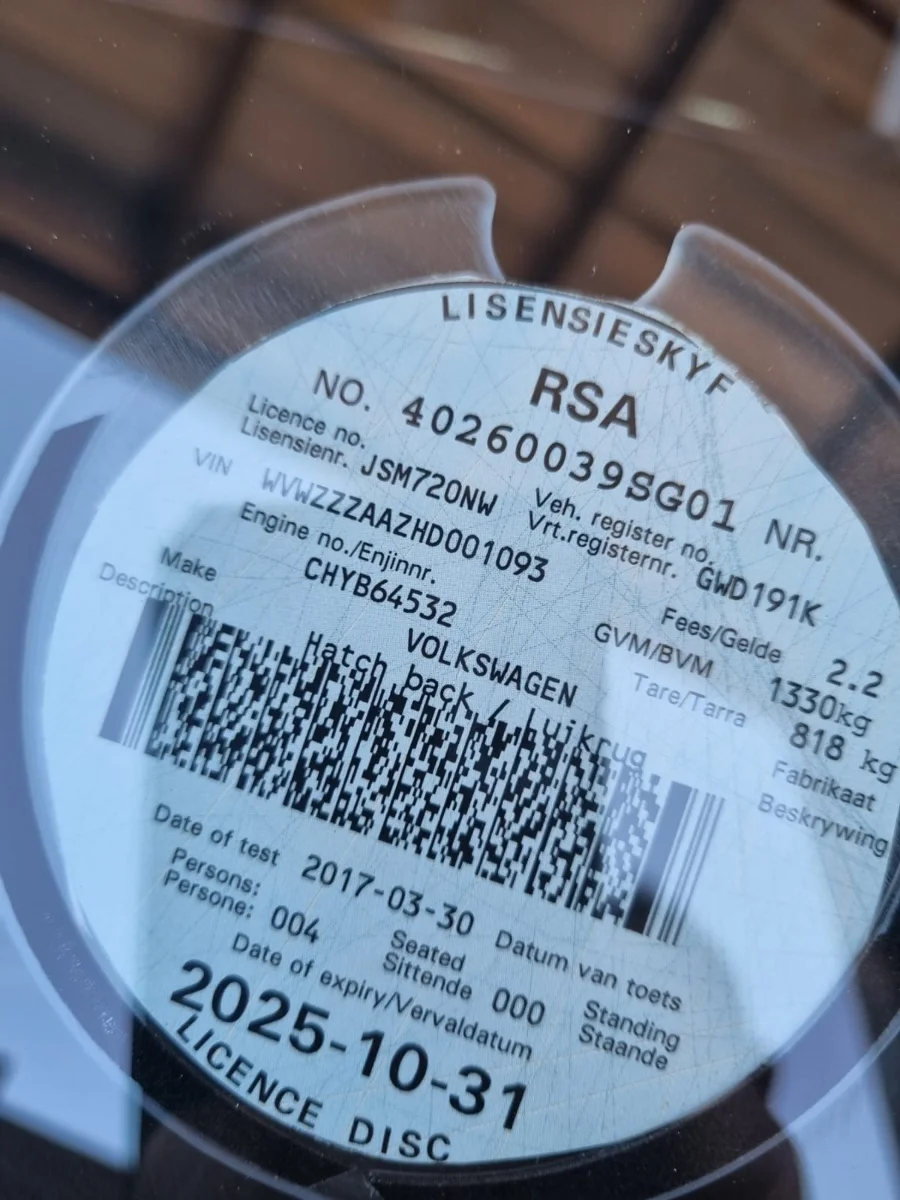 LISENSIESKYF
RSA
NO. 40260039SG01 NR.
Licence no.
Lisensienr. JSM720NW
Veh. register no.
Vrt.registernr. GWD191K
VIN WVWZZZAAZHD001093
Engine no./Enjinnr.
CHYB64532
Fees/Gelde 2.2
GVM/BVM 1330kg
Tare/Tarra 818 kg
Make VOLKSWAGEN Fabrikaat
Description Hatch back / Luikrug Beskrywing
Date of test 2017-03-30 Datum van toets
Persons:
Persone: 004
Seated
Sittende 000
Standing
Staande
Date of expiry/Vervaldatum
2025-10-31
LICENCE DISC